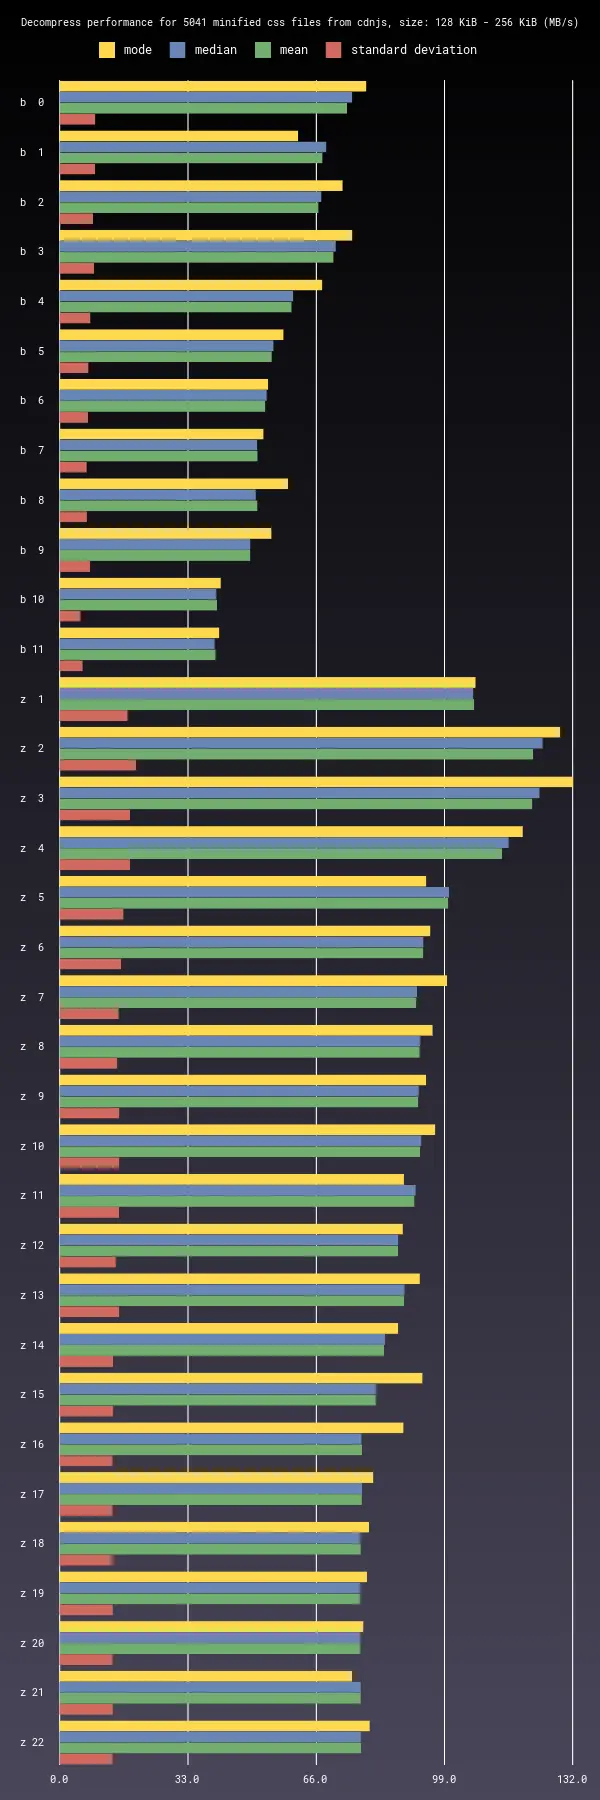 Decompress performance for 5041 minified css files from cdnjs, size: 128 KiB - 256 KiB (MB/s)
mode median mean standard deviation
b 0
b 1
b 2
b 3
b 4
b 5
b 6
b 7
b 8
b 9
b 10
b 11
z 1
z 2
z 3
z 4
z 5
z 6
z 7
z 8
z 9
z 10
z 11
z 12
z 13
z 14
z 15
z 16
z 17
z 18
z 19
z 20
z 21
z 22
0.0 33.0 66.0 99.0 132.0